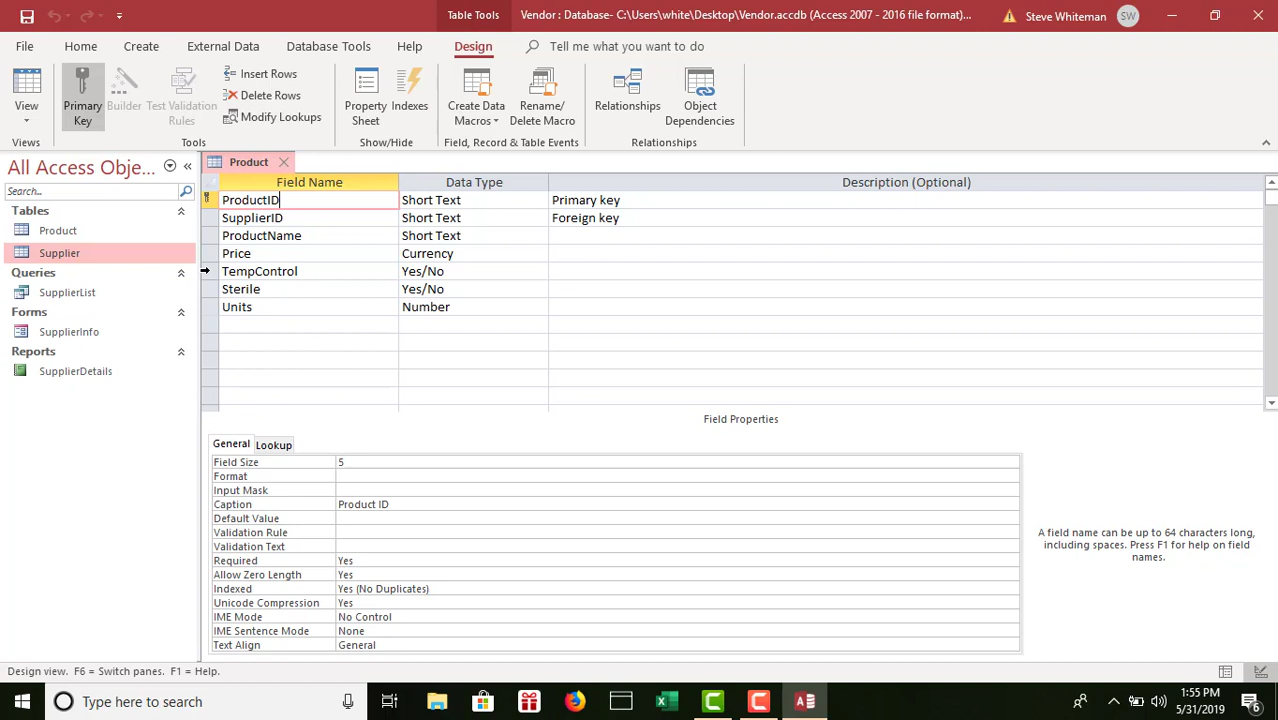 Table Tools
Vendor : Database- C:\Users\white\Desktop\Vendor.accdb (Access 2007 - 2016 file format)...
Steve Whiteman
SW
File
Home
Create
External Data
Database Tools
Help
Design
Tell me what you want to do
View
Primary Key
Builder
Test Validation Rules
Insert Rows
Delete Rows
Modify Lookups
Property Sheet
Indexes
Create Data Macros
Rename/ Delete Macro
Relationships
Object Dependencies
Views
Tools
Show/Hide
Field, Record & Table Events
Relationships
All Access Obje...
Search...
Tables
Product
Supplier
Queries
SupplierList
Forms
SupplierInfo
Reports
SupplierDetails
Product
Field Name Data Type Description (Optional)
ProductID Short Text Primary key
SupplierID Short Text Foreign key
ProductName Short Text
Price Currency
TempControl Yes/No
Sterile Yes/No
Units Number
Field Properties
General Lookup
Field Size 5
Format
Input Mask
Caption Product ID
Default Value
Validation Rule
Validation Text
Required Yes
Allow Zero Length Yes
Indexed Yes (No Duplicates)
Unicode Compression Yes
IME Mode No Control
IME Sentence Mode None
Text Align General
A field name can be up to 64 characters long,
including spaces. Press F1 for help on field
names.
Design view. F6 = Switch panes. F1 = Help.
Type here to search
1:55 PM
5/31/2019
6